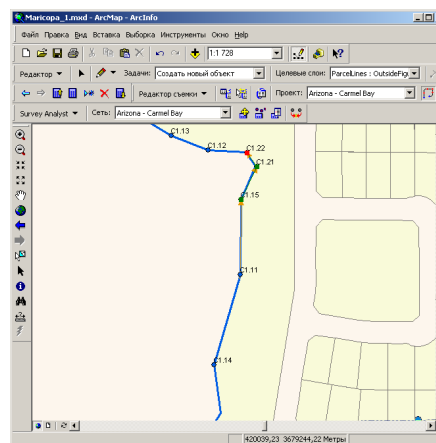 Maricopa_1.mxd - ArcMap - ArcInfo
Файл Правка Вид Вставка Выборка Инструменты Окно Help
1:1 728
Редактор Задачи: Создать новый объект Целевые слои: ParcelLines : OutsideFig
Редактор съемки Проект: Arizona - Carmel Bay
Survey Analyst Сеть: Arizona - Carmel Bay
C1.13
C1.12
C1.22
C1.21
C1.15
C1.11
C1.14
420039,23 3679244,22 Метры